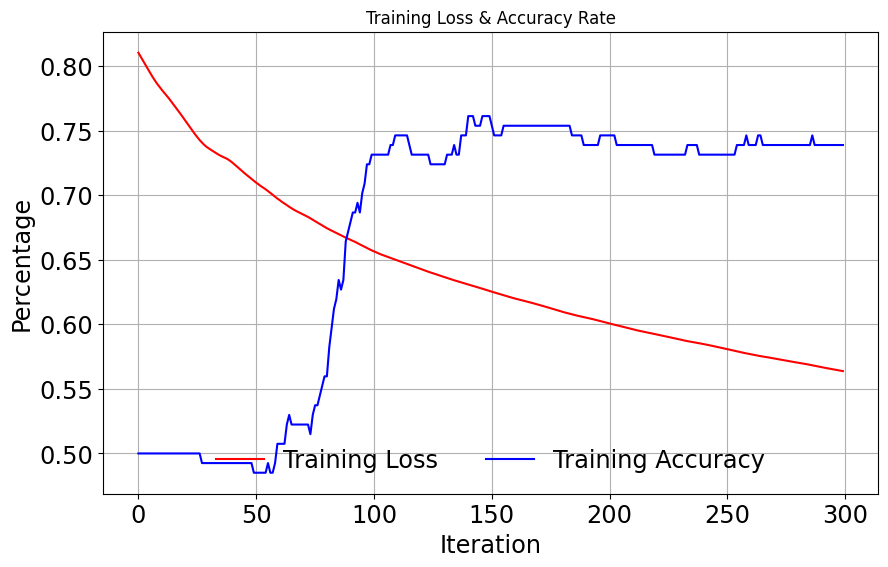 Training Loss & Accuracy Rate
0.80
0.75
0.70
0.65
0.60
0.55
0.50
Percentage
Training Loss
Training Accuracy
0
50
100
150
200
250
300
Iteration